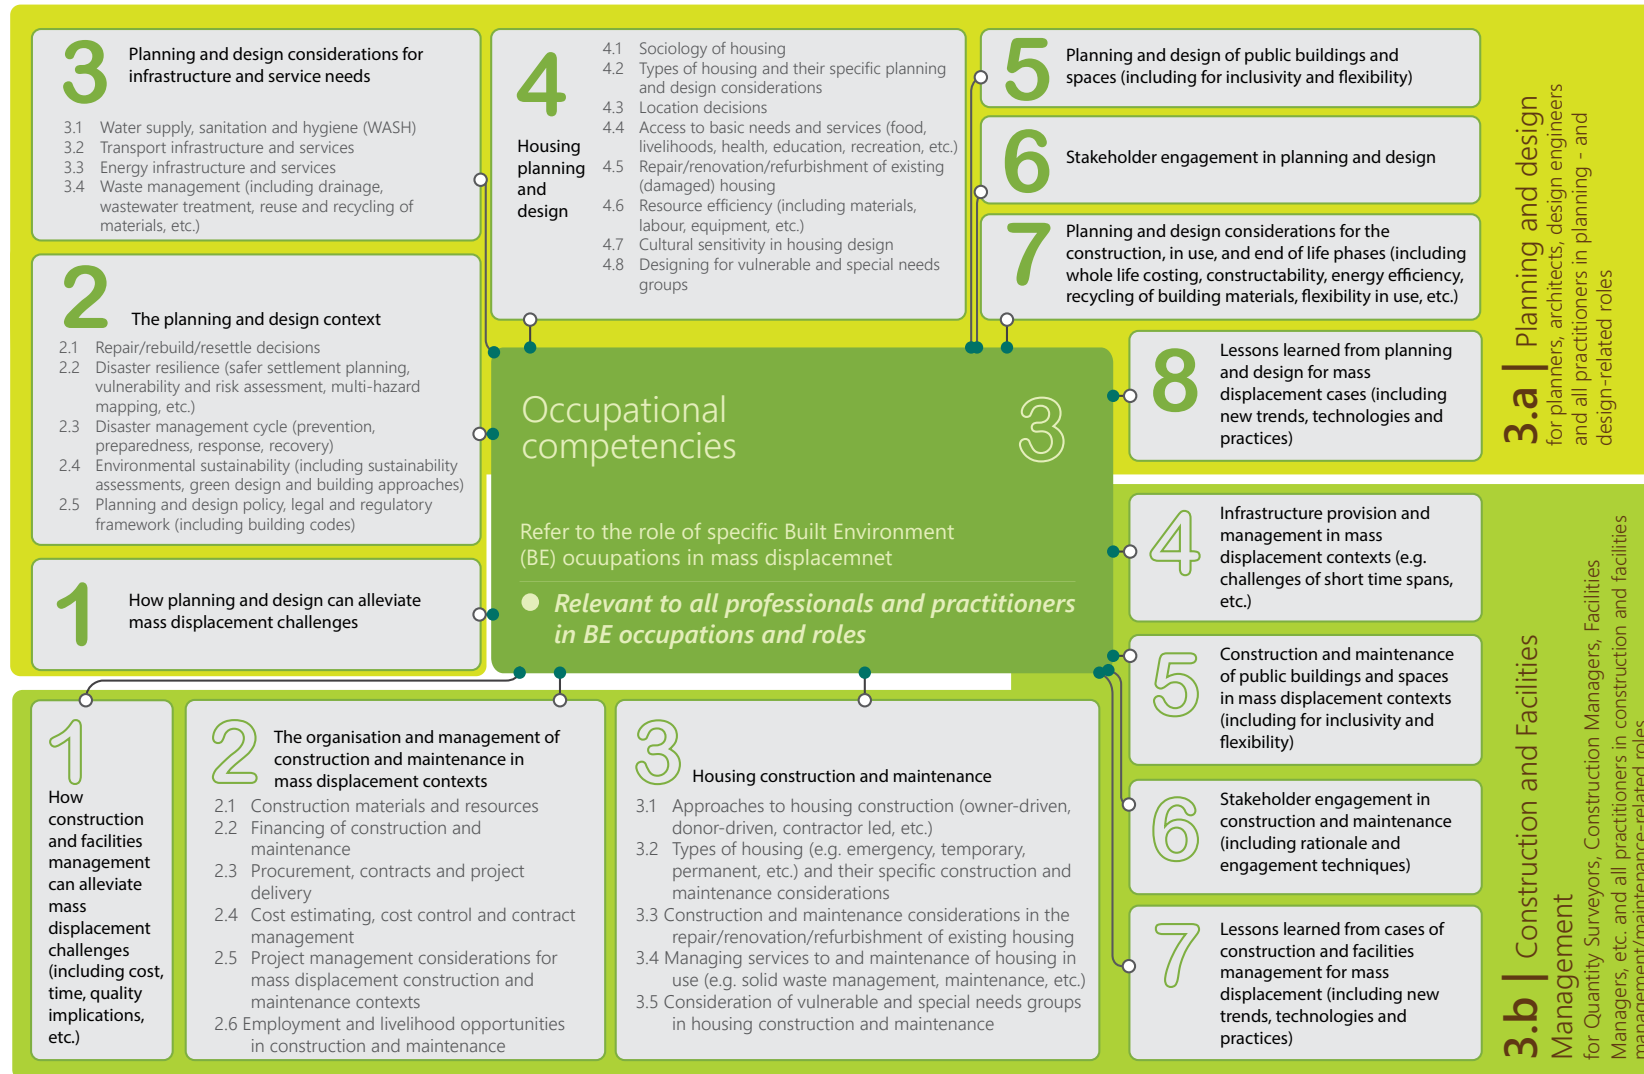 3
Planning and design considerations for
infrastructure and service needs
3.1 Water supply, sanitation and hygiene (WASH)
3.2 Transport infrastructure and services
3.3 Energy infrastructure and services
3.4 Waste management (including drainage,
wastewater treatment, reuse and recycling of
materials, etc.)
2
The planning and design context
2.1 Repair/rebuild/resettle decisions
2.2 Disaster resilience (safer settlement planning,
vulnerability and risk assessment, multi-hazard
mapping, etc.)
2.3 Disaster management cycle (prevention,
preparedness, response, recovery)
2.4 Environmental sustainability (including sustainability
assessments, green design and building approaches)
2.5 Planning and design policy, legal and regulatory
framework (including building codes)
1
How planning and design can alleviate
mass displacement challenges
4
Housing
planning
and
design
4.1 Sociology of housing
4.2 Types of housing and their specific planning
and design considerations
4.3 Location decisions
4.4 Access to basic needs and services (food,
livelihoods, health, education, recreation, etc.)
4.5 Repair/renovation/refurbishment of existing
(damaged) housing
4.6 Resource efficiency (including materials,
labour, equipment, etc.)
4.7 Cultural sensitivity in housing design
4.8 Designing for vulnerable and special needs
groups
5
Planning and design of public buildings and
spaces (including for inclusivity and flexibility)
6
Stakeholder engagement in planning and design
7
Planning and design considerations for the
construction, in use, and end of life phases (including
whole life costing, constructability, energy efficiency,
recycling of building materials, flexibility in use, etc.)
8
Lessons learned from planning
and design for mass
displacement cases (including
new trends, technologies and
practices)
3.a | Planning and design
for planners, architects, design engineers
and all practitioners in planning - and
design-related roles
Occupational
competencies
3
Refer to the role of specific Built Environment
(BE) ocuupations in mass displacemnet
● Relevant to all professionals and practitioners
in BE occupations and roles
1
How
construction
and facilities
management
can alleviate
mass
displacement
challenges
(including cost,
time, quality
implications,
etc.)
2
The organisation and management of
construction and maintenance in
mass displacement contexts
2.1 Construction materials and resources
2.2 Financing of construction and
maintenance
2.3 Procurement, contracts and project
delivery
2.4 Cost estimating, cost control and contract
management
2.5 Project management considerations for
mass displacement construction and
maintenance contexts
2.6 Employment and livelihood opportunities
in construction and maintenance
3
Housing construction and maintenance
3.1 Approaches to housing construction (owner-driven,
donor-driven, contractor led, etc.)
3.2 Types of housing (e.g. emergency, temporary,
permanent, etc.) and their specific construction and
maintenance considerations
3.3 Construction and maintenance considerations in the
repair/renovation/refurbishment of existing housing
3.4 Managing services to and maintenance of housing in
use (e.g. solid waste management, maintenance, etc.)
3.5 Consideration of vulnerable and special needs groups
in housing construction and maintenance
4
Infrastructure provision and
management in mass
displacement contexts (e.g.
challenges of short time spans,
etc.)
5
Construction and maintenance
of public buildings and spaces
in mass displacement contexts
(including for inclusivity and
flexibility)
6
Stakeholder engagement in
construction and maintenance
(including rationale and
engagement techniques)
7
Lessons learned from cases of
construction and facilities
management for mass
displacement (including new
trends, technologies and
practices)
3.b | Construction and Facilities
Management
for Quantity Surveyors, Construction Managers, Facilities
Managers, etc. and all practitioners in construction and facilities
management/maintenance-related roles